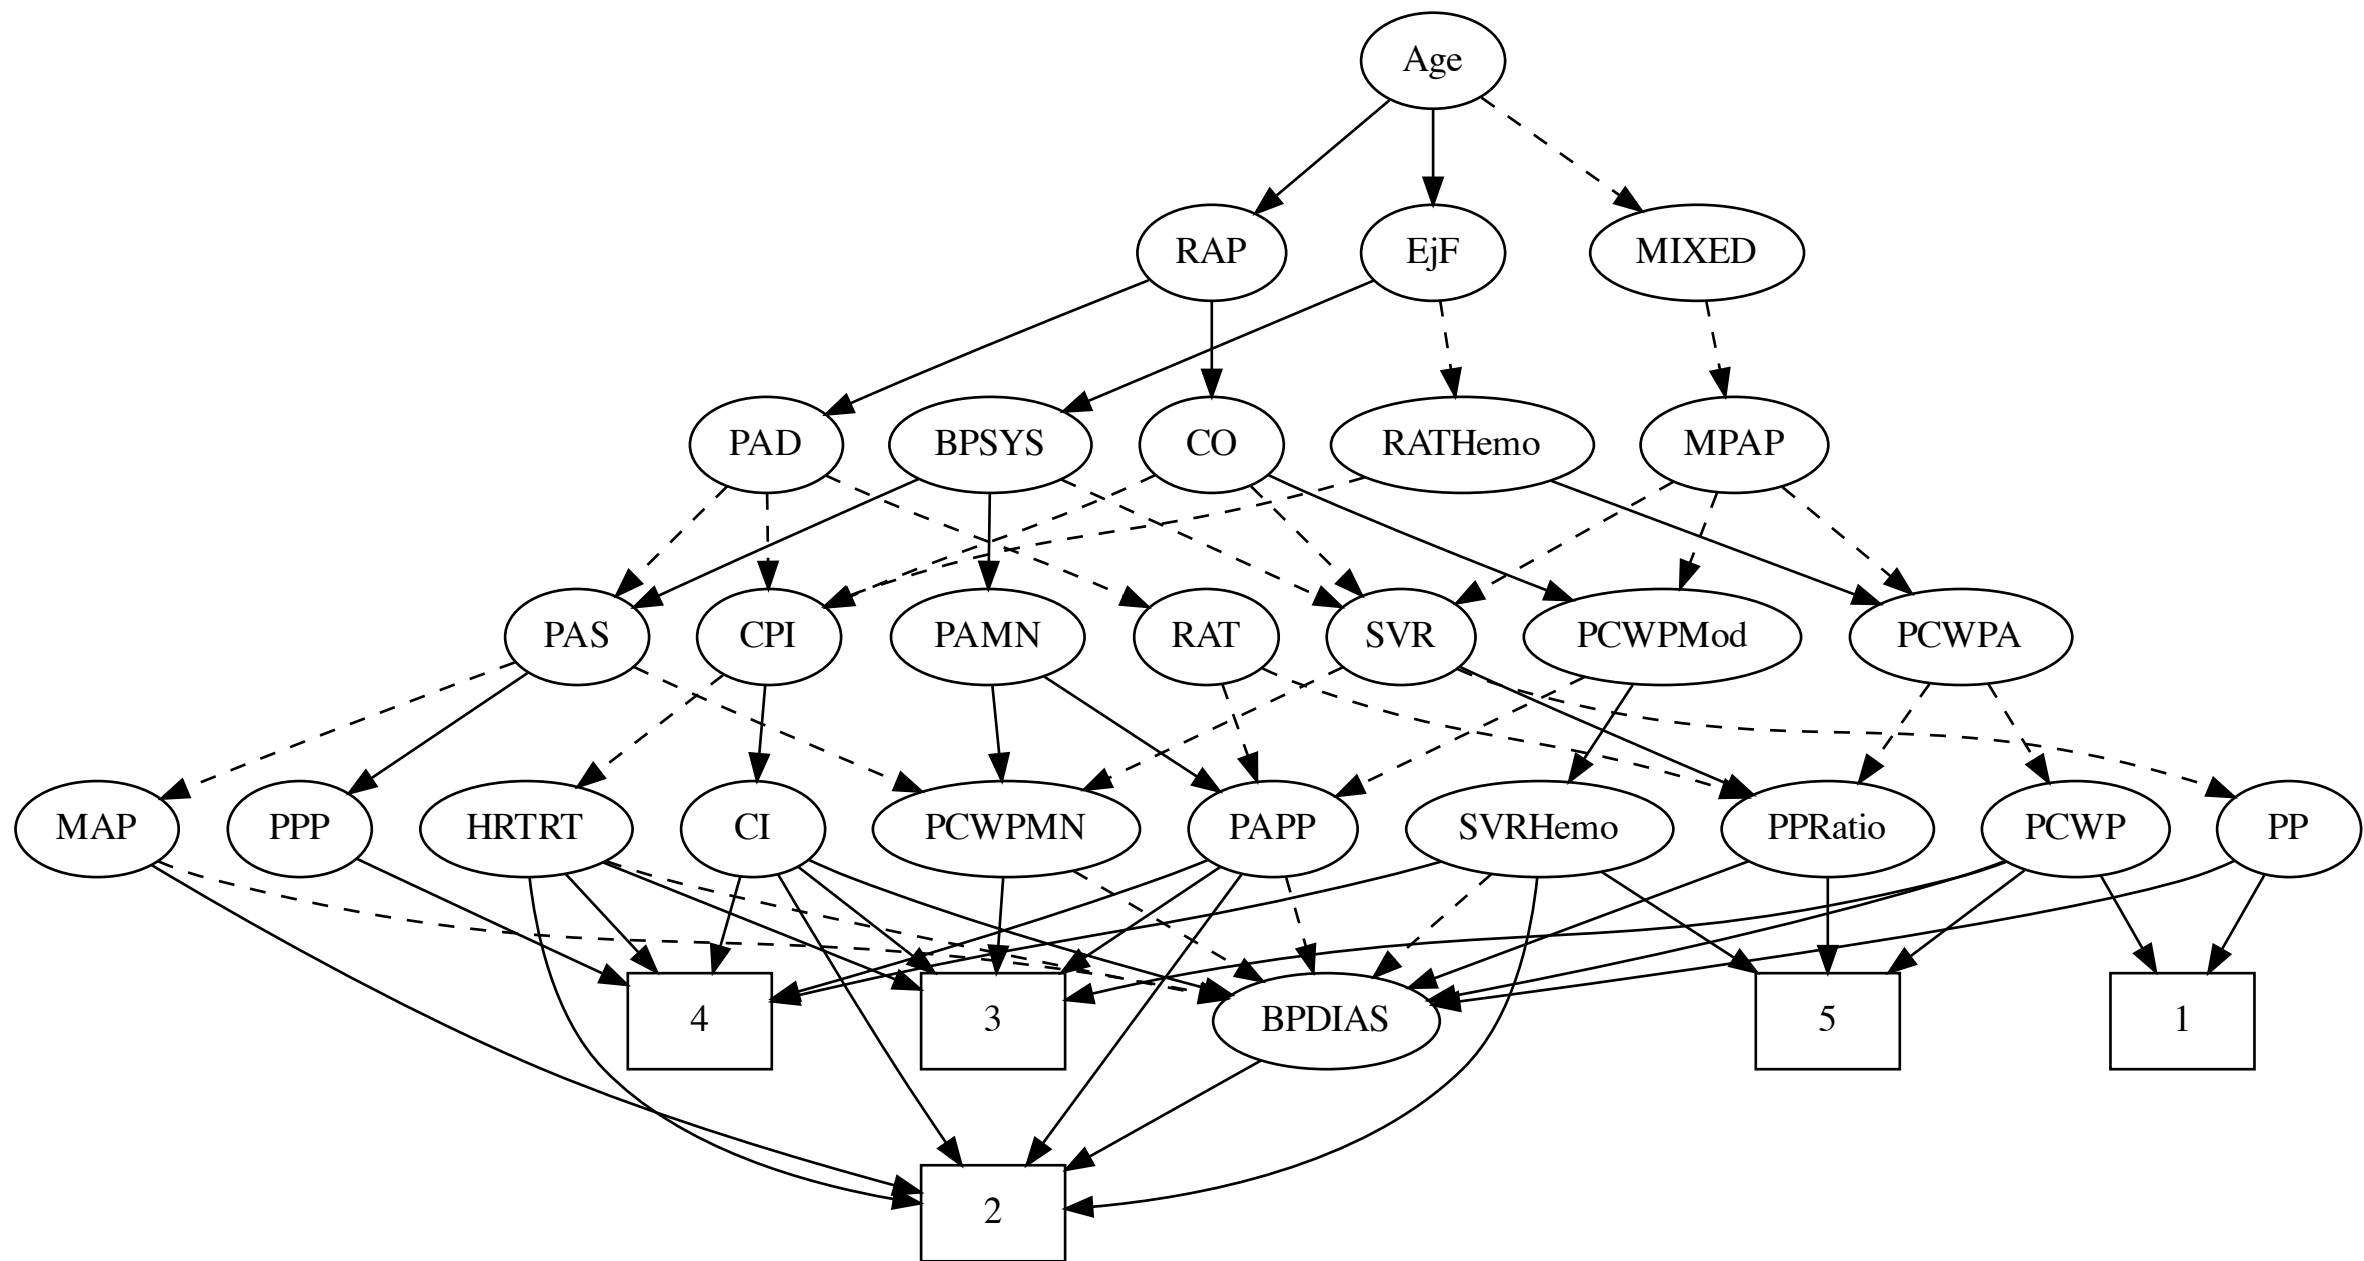 Age
RAP
EjF
MIXED
PAD
BPSYS
CO
RATHemo
MPAP
PAS
CPI
PAMN
RAT
SVR
PCWPMod
PCWPA
MAP
PPP
HRTRT
CI
PCWPMN
PAPP
SVRHemo
PPRatio
PCWP
PP
4
3
BPDIAS
5
1
2